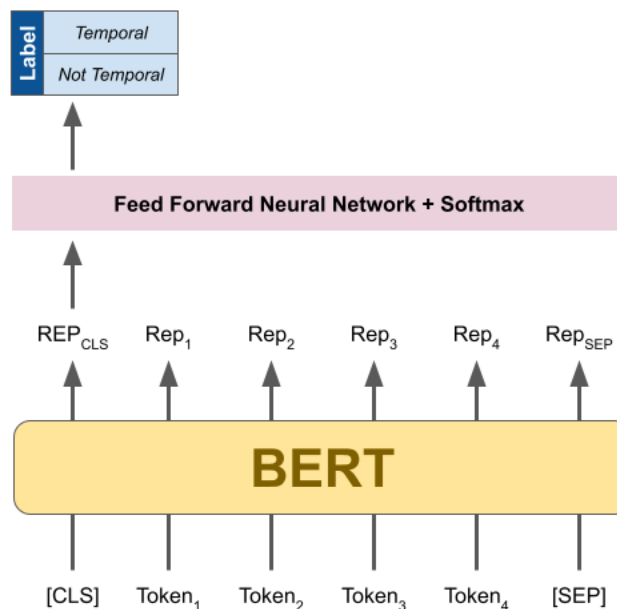 Label
Temporal
Not Temporal
Feed Forward Neural Network + Softmax
REP_CLS Rep_1 Rep_2 Rep_3 Rep_4 Rep_SEP
BERT
[CLS] Token_1 Token_2 Token_3 Token_4 [SEP]